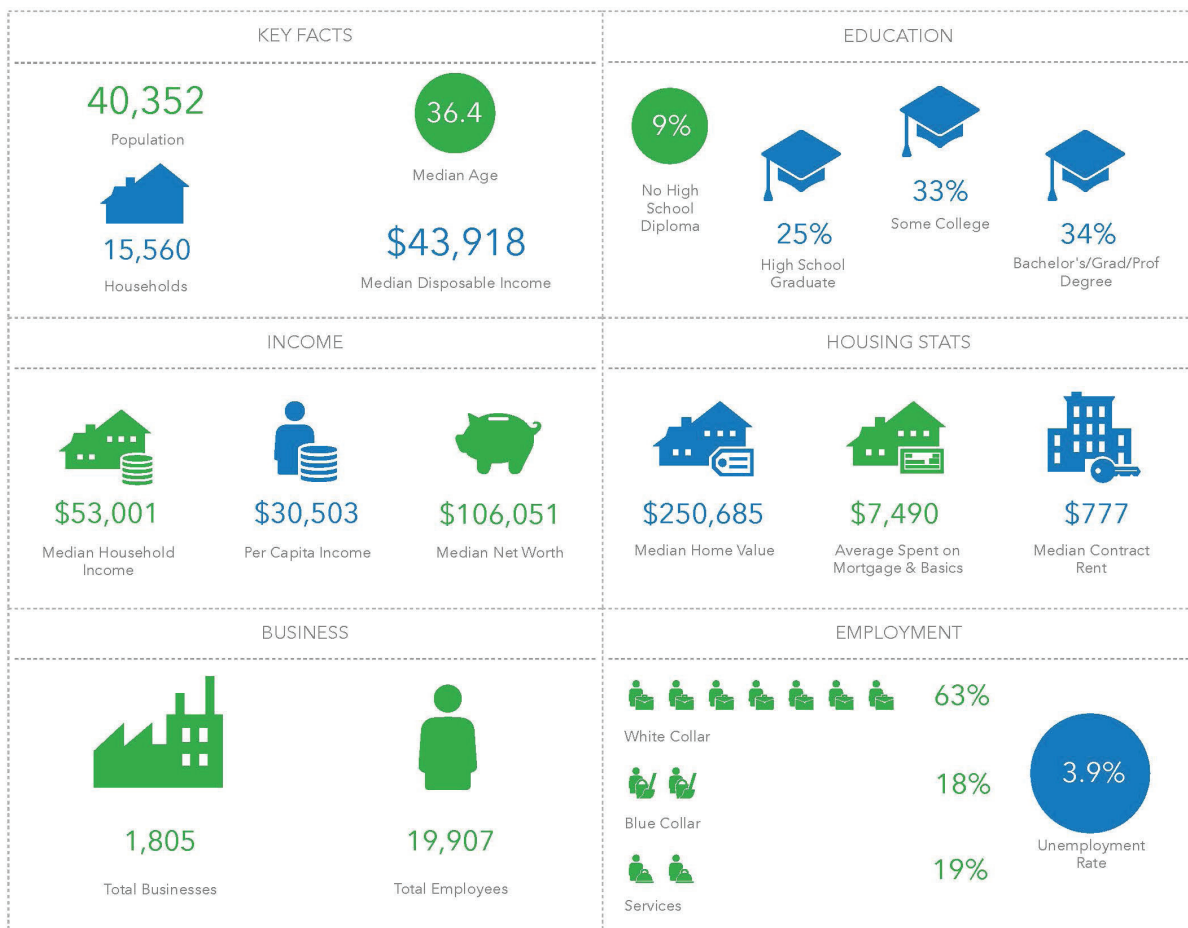 KEY FACTS
40,352
Population
36.4
Median Age
15,560
Households
$43,918
Median Disposable Income
EDUCATION
9%
No High
School
Diploma
25%
High School
Graduate
33%
Some College
34%
Bachelor's/Grad/Prof
Degree
INCOME
$53,001
Median Household
Income
$30,503
Per Capita Income
$106,051
Median Net Worth
HOUSING STATS
$250,685
Median Home Value
$7,490
Average Spent on
Mortgage & Basics
$777
Median Contract
Rent
BUSINESS
1,805
Total Businesses
19,907
Total Employees
EMPLOYMENT
63%
White Collar
18%
Blue Collar
19%
Services
3.9%
Unemployment
Rate